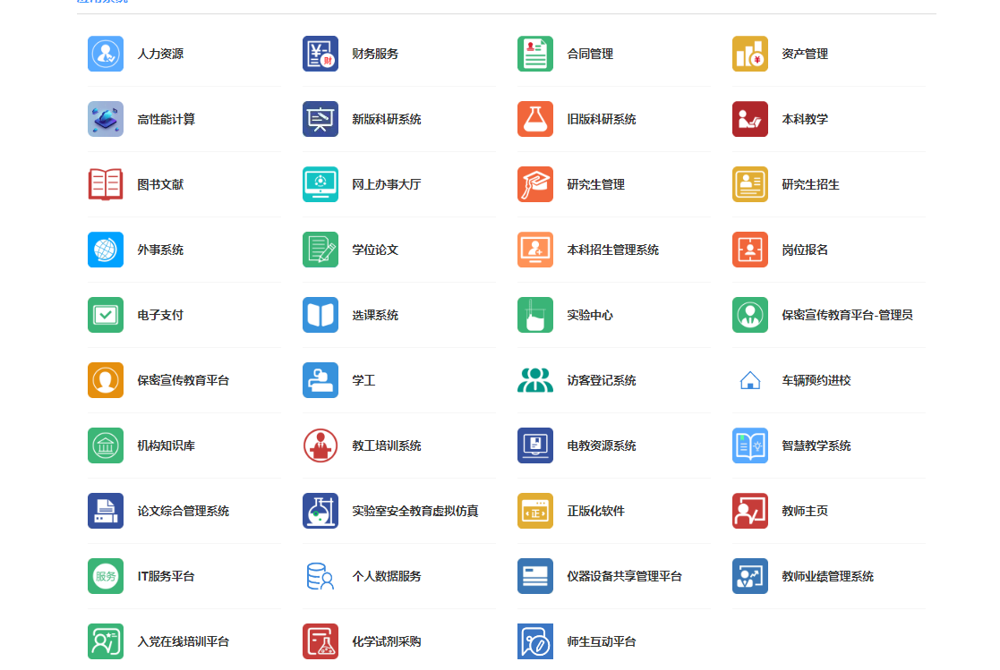 应用系统
人力资源
财务服务
合同管理
资产管理
高性能计算
新版科研系统
旧版科研系统
本科教学
图书文献
网上办事大厅
研究生管理
研究生招生
外事系统
学位论文
本科招生管理系统
岗位报名
电子支付
选课系统
实验中心
保密宣传教育平台-管理员
保密宣传教育平台
学工
访客登记系统
车辆预约进校
机构知识库
教工培训系统
电教资源系统
智慧教学系统
论文综合管理系统
实验室安全教育虚拟仿真
正版化软件
教师主页
服务
IT服务平台
个人数据服务
仪器设备共享管理平台
教师业绩管理系统
入党在线培训平台
化学试剂采购
师生互动平台